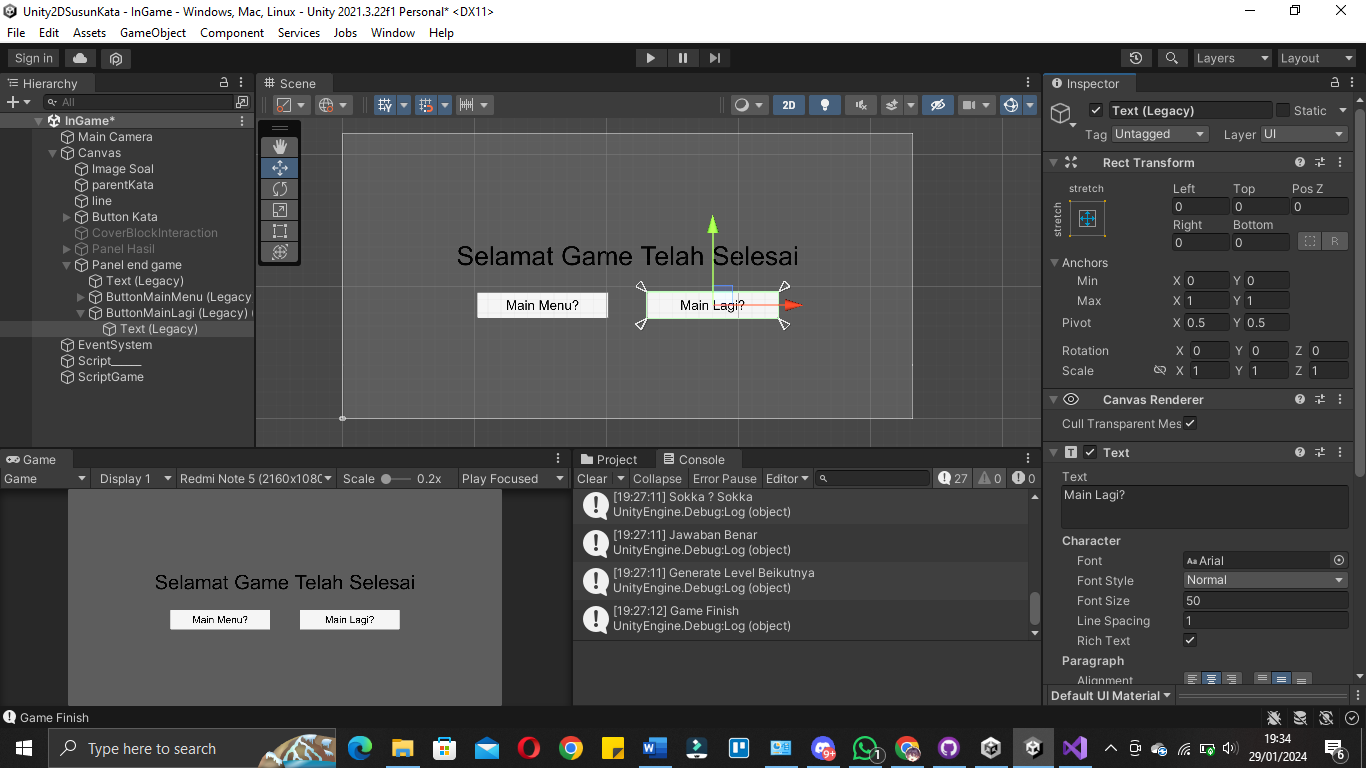 Unity2DSusunKata - InGame - Windows, Mac, Linux - Unity 2021.3.22f1 Personal* <DX11>
File Edit Assets GameObject Component Services Jobs Window Help
Sign in
Layers
Layout
Hierarchy
All
InGame*
Main Camera
Canvas
Image Soal
parentKata
line
Button Kata
CoverBlockInteraction
Panel Hasil
Panel end game
Text (Legacy)
ButtonMainMenu (Legacy
ButtonMainLagi (Legacy) (
Text (Legacy)
EventSystem
Script_____
ScriptGame
Scene
2D
Selamat Game Telah Selesai
Main Menu?
Main Lagi?
Game
Game Display 1 Redmi Note 5 (2160x1080 Scale 0.2x Play Focused
Selamat Game Telah Selesai
Main Menu?
Main Lagi?
Project Console
Clear Collapse Error Pause Editor 27 0 0
[19:27:11] Sokka ? Sokka
UnityEngine.Debug:Log (object)
[19:27:11] Jawaban Benar
UnityEngine.Debug:Log (object)
[19:27:11] Generate Level Beikutnya
UnityEngine.Debug:Log (object)
[19:27:12] Game Finish
UnityEngine.Debug:Log (object)
Inspector
Text (Legacy) Static
Tag Untagged Layer UI
Rect Transform
stretch
stretch
Left Top Pos Z
0 0 0
Right Bottom
0 0 R
Anchors
Min X 0 Y 0
Max X 1 Y 1
Pivot X 0.5 Y 0.5
Rotation X 0 Y 0 Z 0
Scale X 1 Y 1 Z 1
Canvas Renderer
Cull Transparent Mes
T Text
Text
Main Lagi?
Character
Font Aa Arial
Font Style Normal
Font Size 50
Line Spacing 1
Rich Text
Paragraph
Alignment
Default UI Material
Game Finish
Type here to search
9+
1
19:34
29/01/2024
6